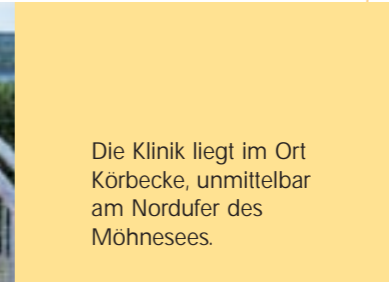 Die Klinik liegt im Ort
Körbecke, unmittelbar
am Nordufer des
Möhnesees.